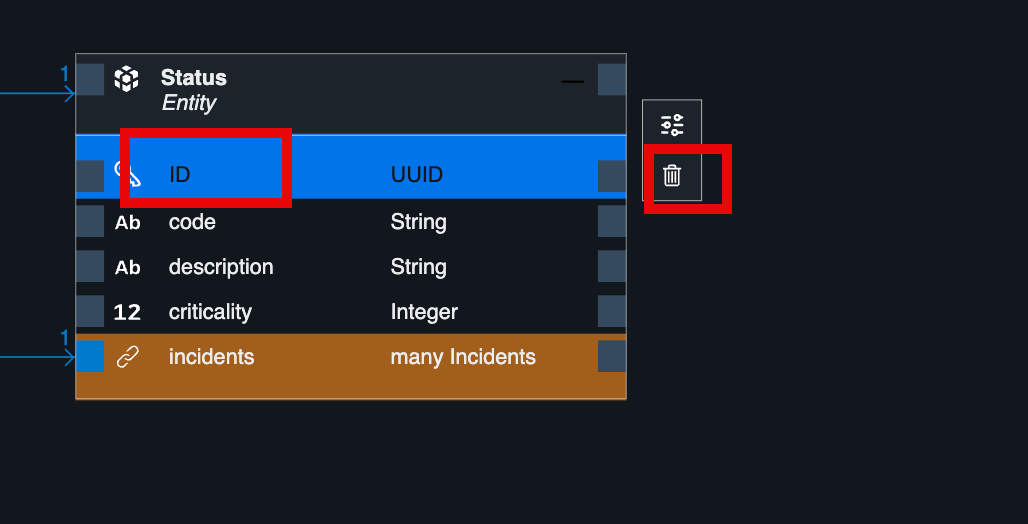 1
Status
Entity
ID UUID
Ab code String
Ab description String
12 criticality Integer
1
incidents many Incidents